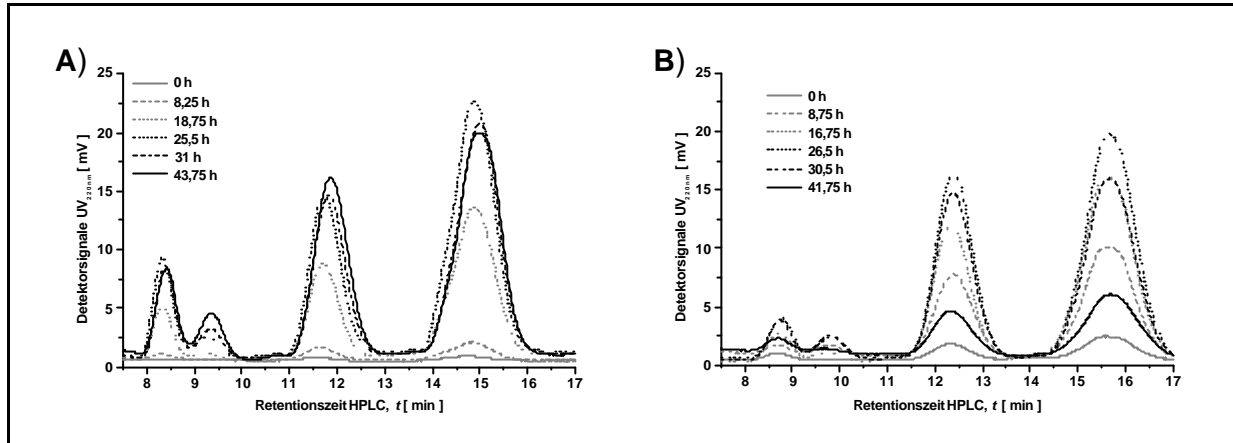 A)
25
20
15
10
5
0
Detektorsignale UV220nm [ mV ]
0 h
8,25 h
18,75 h
25,5 h
31 h
43,75 h
8 9 10 11 12 13 14 15 16 17
Retentionszeit HPLC, t [ min ]
B)
25
20
15
10
5
0
Detektorsignale UV220nm [ mV ]
0 h
8,75 h
16,75 h
26,5 h
30,5 h
41,75 h
8 9 10 11 12 13 14 15 16 17
Retentionszeit HPLC, t [ min ]